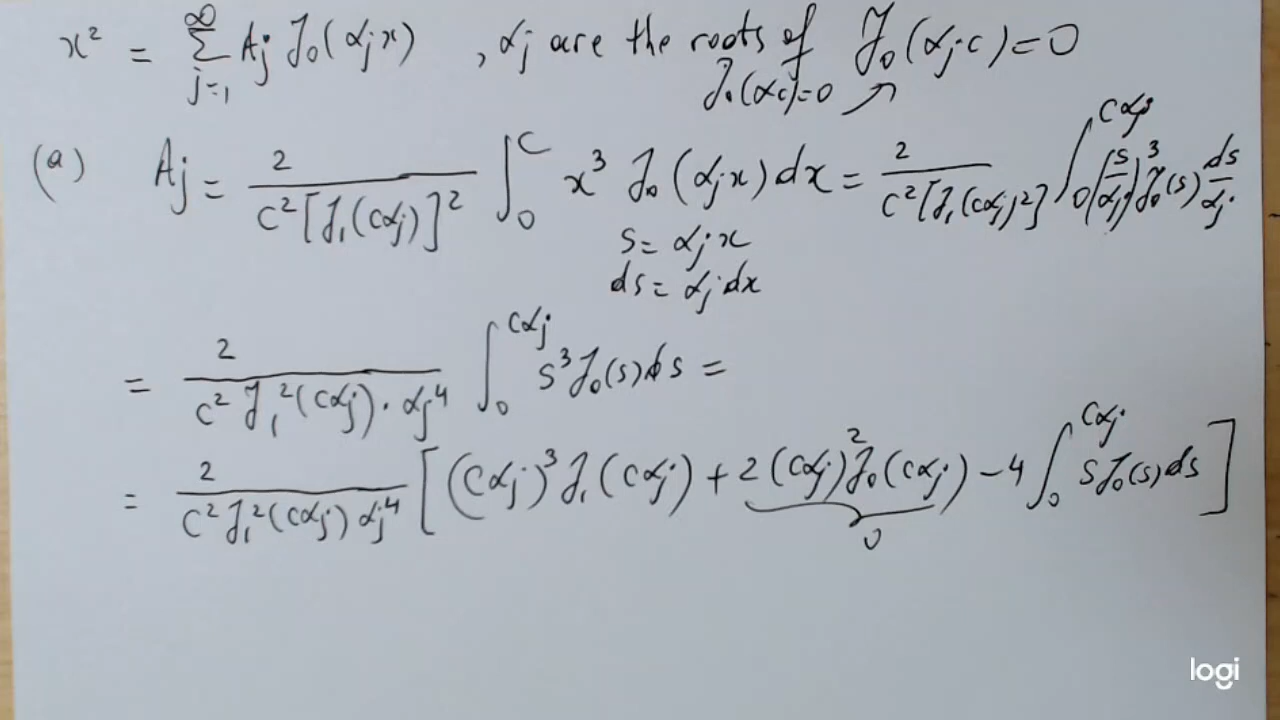 x² = ∑_{j=1}^{∞} A_j J₀(α_j x) , α_j are the roots of J₀(α_j c) = 0
J₀(αc)=0
(a) A_j = 2 / (c² [J₁(cα_j)]²) ∫₀^c x³ J₀(α_j x) dx = 2 / (c² [J₁(cα_j)²]) ∫₀^{cα_j} (s/α_j)³ J₀(s) ds/α_j
s = α_j x
ds = α_j dx
= 2 / (c² J₁²(cα_j) · α_j⁴) ∫₀^{cα_j} s³ J₀(s) ds =
= 2 / (c² J₁²(cα_j) α_j⁴) [ (cα_j)³ J₁(cα_j) + 2 (cα_j)² J₀(cα_j) − 4 ∫₀^{cα_j} s J₀(s) ds ]
0
logi